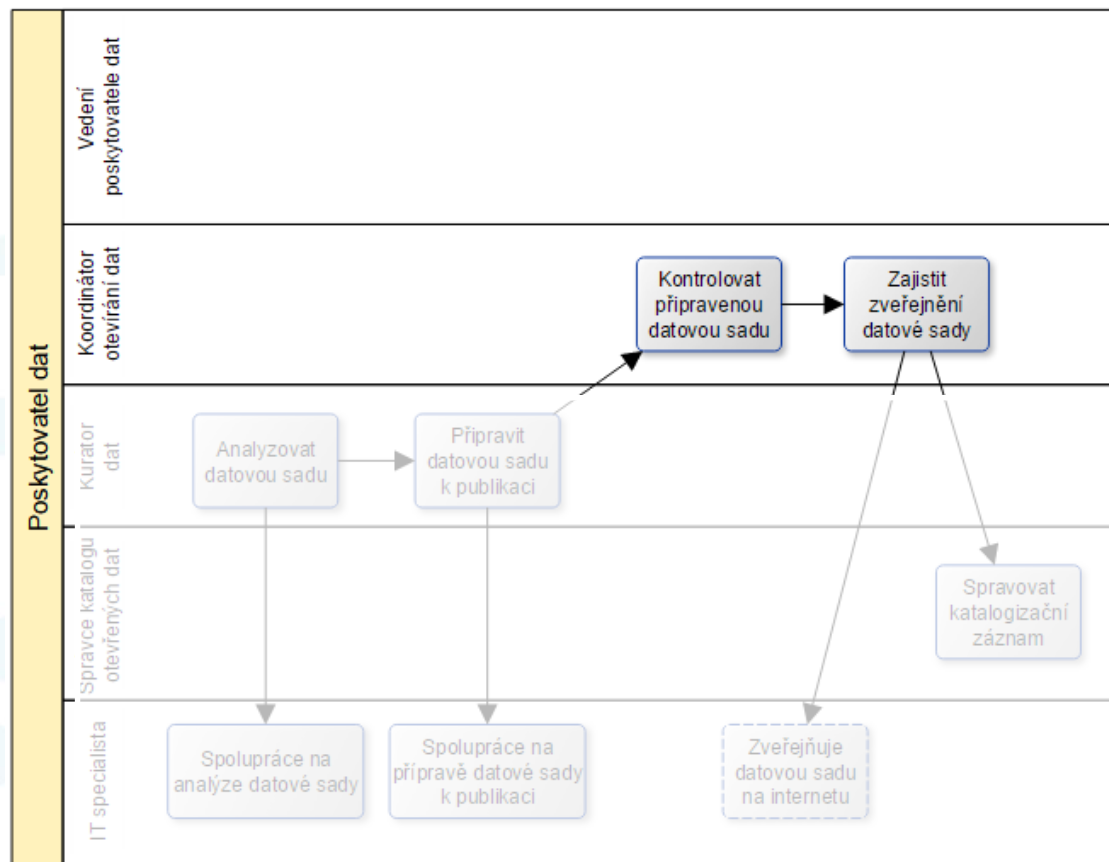 Poskytovatel dat
Vedení
poskytovatele dat
Koordinátor
otevírání dat
Kontrolovat
připravenou
datovou sadu
Zajistit
zveřejnění
datové sady
Kurator
dat
Analyzovat
datovou sadu
Připravit
datovou sadu
k publikaci
Spravce katalogu
otevřených dat
Spravovat
katalogizační
záznam
IT specialista
Spolupráce na
analýze datové sady
Spolupráce na
přípravě datové sady
k publikaci
Zveřejňuje
datovou sadu
na internetu